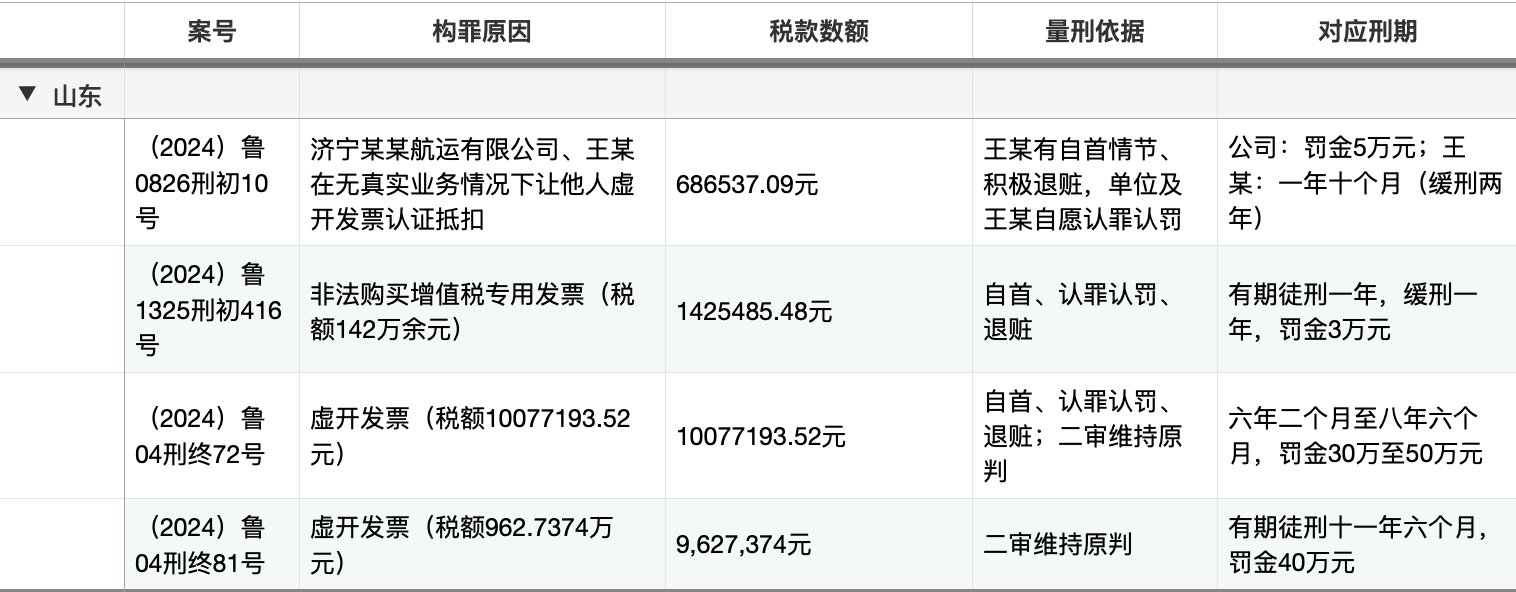 案号 构罪原因 税款数额 量刑依据 对应刑期
▼ 山东
（2024）鲁
0826刑初10
号
济宁某某航运有限公司、王某
在无真实业务情况下让他人虚
开发票认证抵扣
686537.09元
王某有自首情节、
积极退赃，单位及
王某自愿认罪认罚
公司：罚金5万元；王
某：一年十个月（缓刑两
年）
（2024）鲁
1325刑初416
号
非法购买增值税专用发票（税
额142万余元）
1425485.48元
自首、认罪认罚、
退赃
有期徒刑一年，缓刑一
年，罚金3万元
（2024）鲁
04刑终72号
虚开发票（税额10077193.52
元）
10077193.52元
自首、认罪认罚、
退赃；二审维持原
判
六年二个月至八年六个
月，罚金30万至50万元
（2024）鲁
04刑终81号
虚开发票（税额962.7374万
元）
9,627,374元
二审维持原判
有期徒刑十一年六个月，
罚金40万元